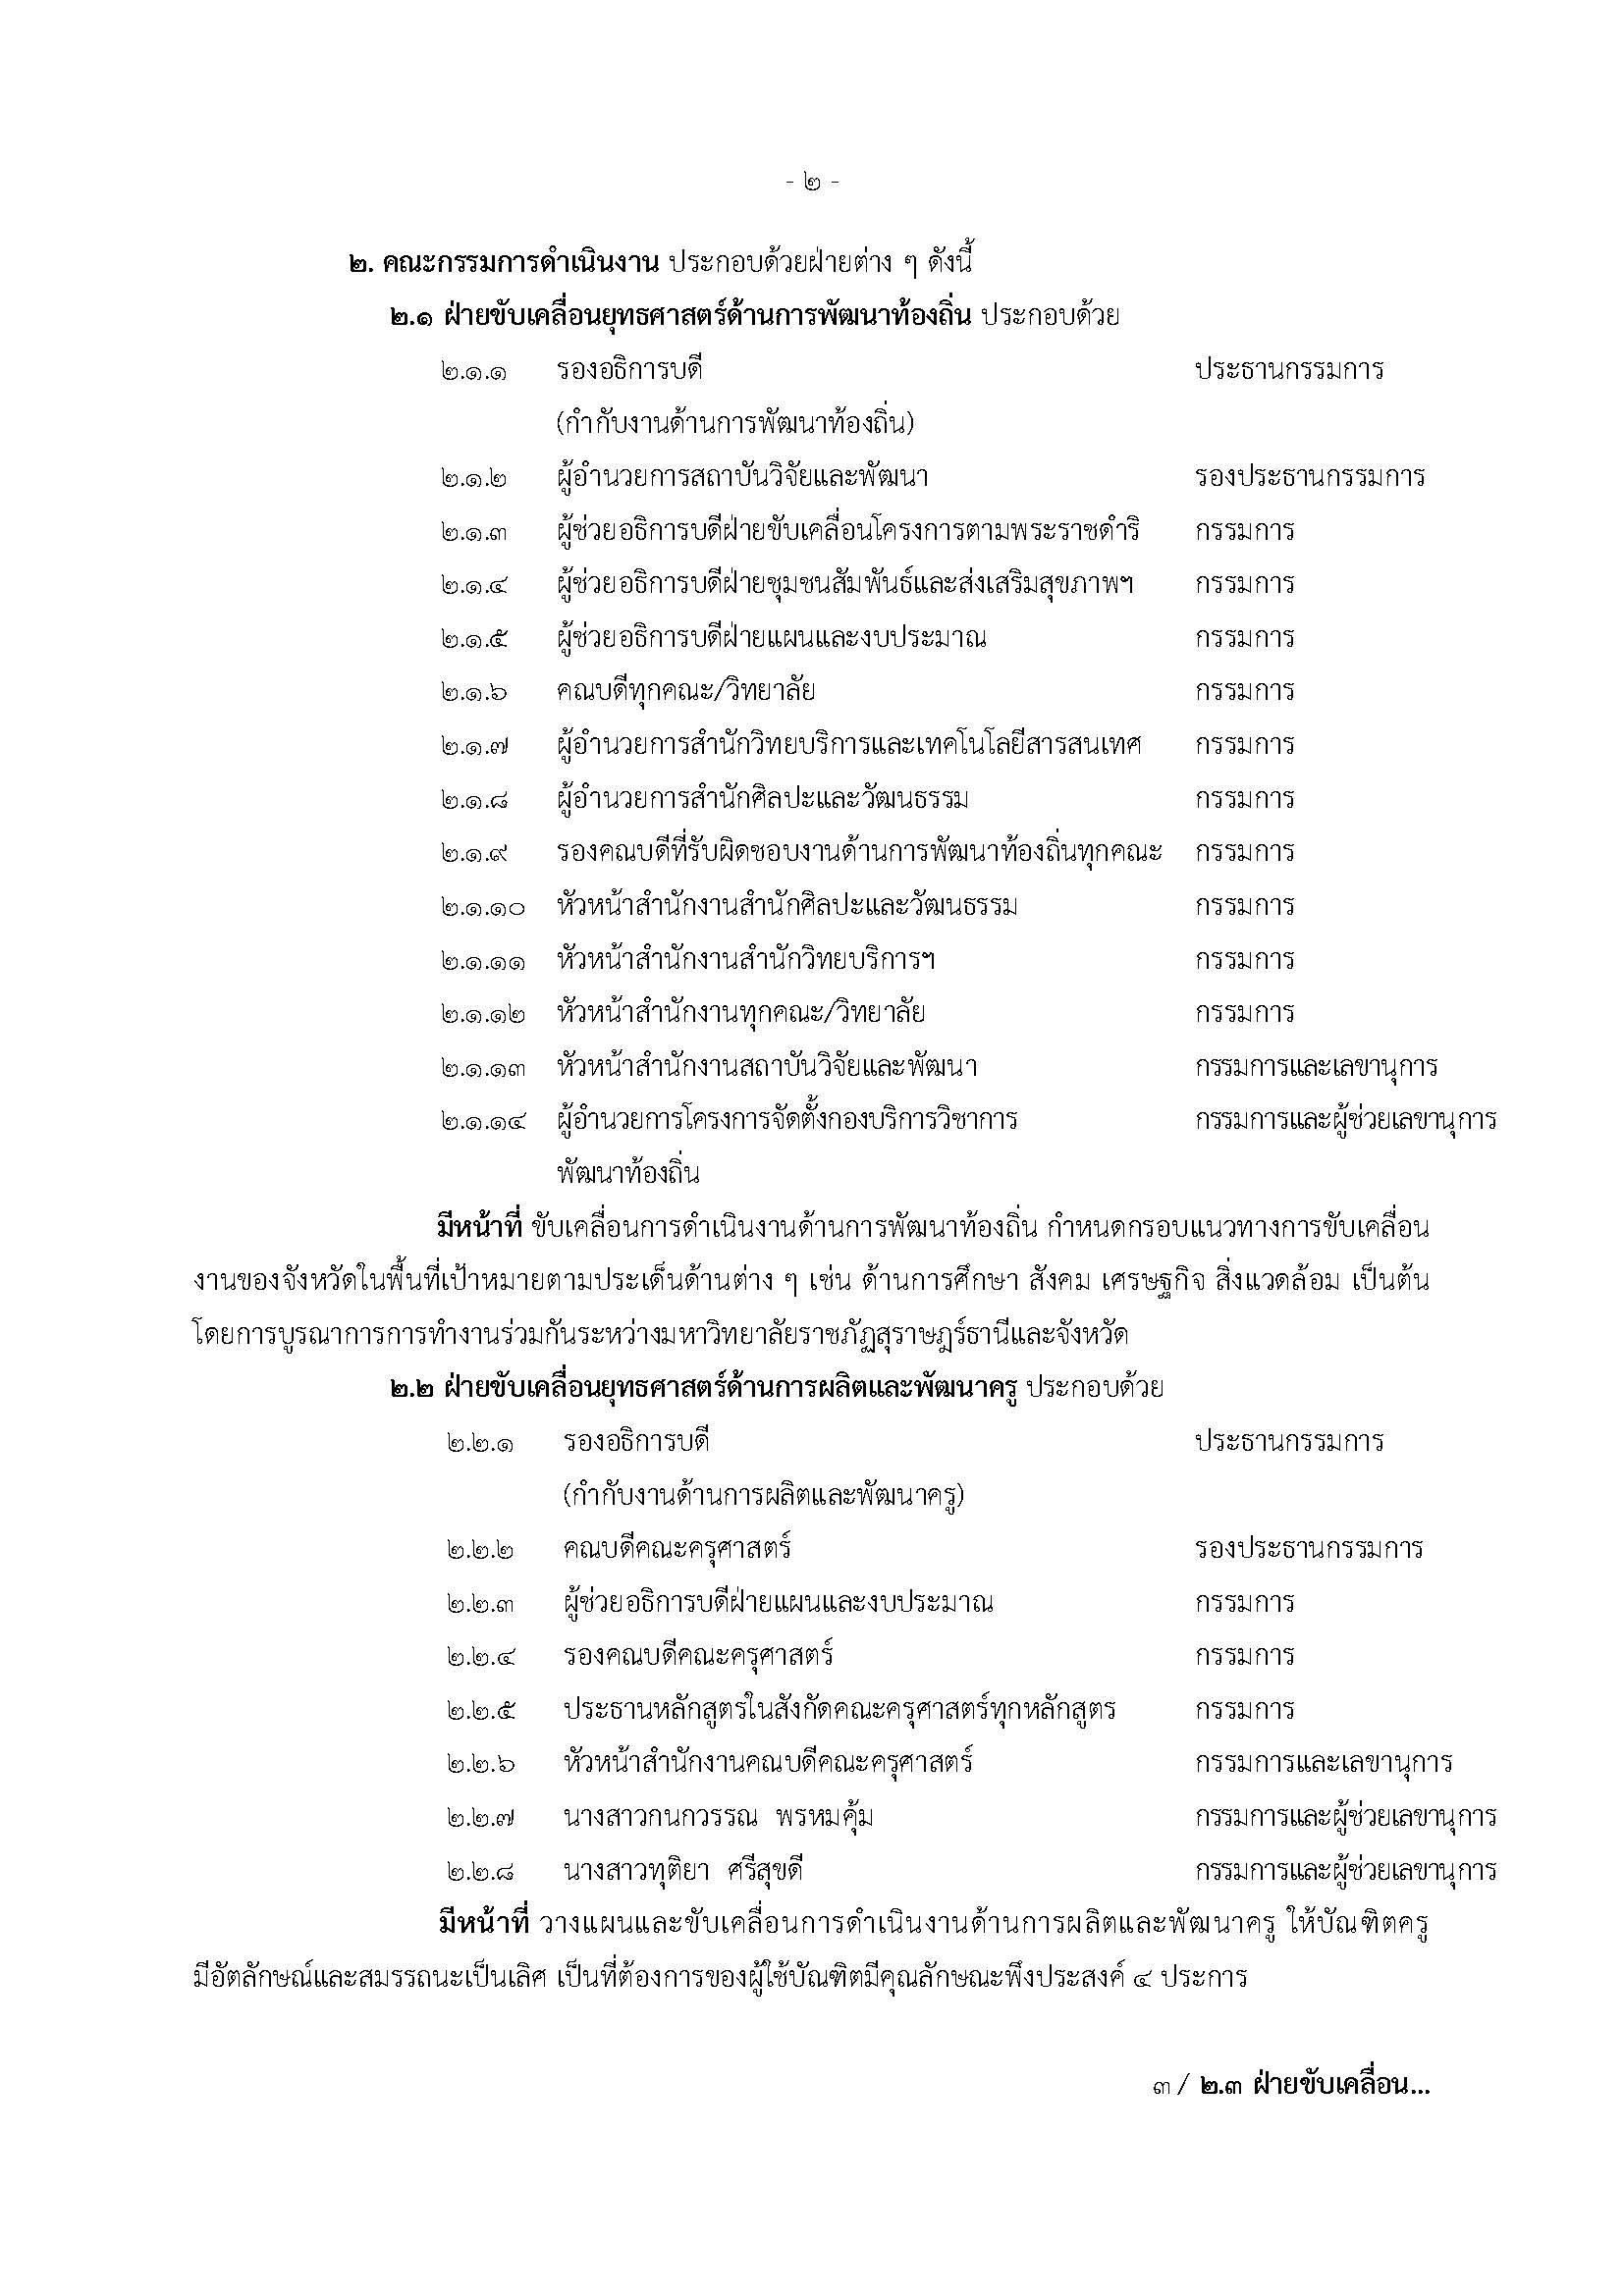 - ๒ -
๒. คณะกรรมการดำเนินงาน ประกอบด้วยฝ่ายต่าง ๆ ดังนี้
๒.๑ ฝ่ายขับเคลื่อนยุทธศาสตร์ด้านการพัฒนาท้องถิ่น ประกอบด้วย
๒.๑.๑ รองอธิการบดี ประธานกรรมการ
(กำกับงานด้านการพัฒนาท้องถิ่น)
๒.๑.๒ ผู้อำนวยการสถาบันวิจัยและพัฒนา รองประธานกรรมการ
๒.๑.๓ ผู้ช่วยอธิการบดีฝ่ายขับเคลื่อนโครงการตามพระราชดำริ กรรมการ
๒.๑.๔ ผู้ช่วยอธิการบดีฝ่ายชุมชนสัมพันธ์และส่งเสริมสุขภาพฯ กรรมการ
๒.๑.๕ ผู้ช่วยอธิการบดีฝ่ายแผนและงบประมาณ กรรมการ
๒.๑.๖ คณบดีทุกคณะ/วิทยาลัย กรรมการ
๒.๑.๗ ผู้อำนวยการสำนักวิทยบริการและเทคโนโลยีสารสนเทศ กรรมการ
๒.๑.๘ ผู้อำนวยการสำนักศิลปะและวัฒนธรรม กรรมการ
๒.๑.๙ รองคณบดีที่รับผิดชอบงานด้านการพัฒนาท้องถิ่นทุกคณะ กรรมการ
๒.๑.๑๐ หัวหน้าสำนักงานสำนักศิลปะและวัฒนธรรม กรรมการ
๒.๑.๑๑ หัวหน้าสำนักงานสำนักวิทยบริการฯ กรรมการ
๒.๑.๑๒ หัวหน้าสำนักงานทุกคณะ/วิทยาลัย กรรมการ
๒.๑.๑๓ หัวหน้าสำนักงานสถาบันวิจัยและพัฒนา กรรมการและเลขานุการ
๒.๑.๑๔ ผู้อำนวยการโครงการจัดตั้งกองบริการวิชาการ กรรมการและผู้ช่วยเลขานุการ
พัฒนาท้องถิ่น
มีหน้าที่ ขับเคลื่อนการดำเนินงานด้านการพัฒนาท้องถิ่น กำหนดกรอบแนวทางการขับเคลื่อน
งานของจังหวัดในพื้นที่เป้าหมายตามประเด็นด้านต่าง ๆ เช่น ด้านการศึกษา สังคม เศรษฐกิจ สิ่งแวดล้อม เป็นต้น
โดยการบูรณาการการทำงานร่วมกันระหว่างมหาวิทยาลัยราชภัฏสุราษฎร์ธานีและจังหวัด
๒.๒ ฝ่ายขับเคลื่อนยุทธศาสตร์ด้านการผลิตและพัฒนาครู ประกอบด้วย
๒.๒.๑ รองอธิการบดี ประธานกรรมการ
(กำกับงานด้านการผลิตและพัฒนาครู)
๒.๒.๒ คณบดีคณะครุศาสตร์ รองประธานกรรมการ
๒.๒.๓ ผู้ช่วยอธิการบดีฝ่ายแผนและงบประมาณ กรรมการ
๒.๒.๔ รองคณบดีคณะครุศาสตร์ กรรมการ
๒.๒.๕ ประธานหลักสูตรในสังกัดคณะครุศาสตร์ทุกหลักสูตร กรรมการ
๒.๒.๖ หัวหน้าสำนักงานคณบดีคณะครุศาสตร์ กรรมการและเลขานุการ
๒.๒.๗ นางสาวกนกวรรณ พรหมคุ้ม กรรมการและผู้ช่วยเลขานุการ
๒.๒.๘ นางสาวทุติยา ศรีสุขดี กรรมการและผู้ช่วยเลขานุการ
มีหน้าที่ วางแผนและขับเคลื่อนการดำเนินงานด้านการผลิตและพัฒนาครู ให้บัณฑิตครู
มีอัตลักษณ์และสมรรถนะเป็นเลิศ เป็นที่ต้องการของผู้ใช้บัณฑิตมีคุณลักษณะพึงประสงค์ ๔ ประการ
๓ / ๒.๓ ฝ่ายขับเคลื่อน...